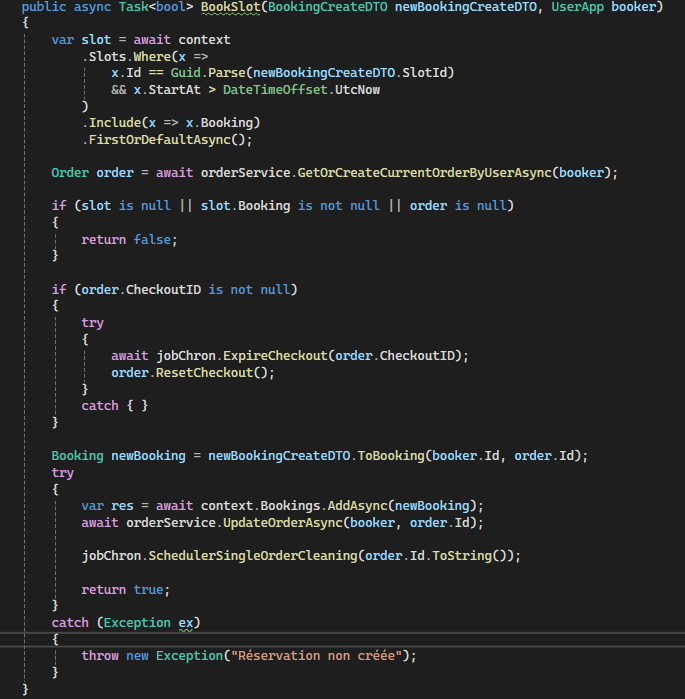 public async Task<bool> BookSlot(BookingCreateDTO newBookingCreateDTO, UserApp booker)
{
    var slot = await context
        .Slots.Where(x =>
            x.Id == Guid.Parse(newBookingCreateDTO.SlotId)
            && x.StartAt > DateTimeOffset.UtcNow
        )
        .Include(x => x.Booking)
        .FirstOrDefaultAsync();

    Order order = await orderService.GetOrCreateCurrentOrderByUserAsync(booker);

    if (slot is null || slot.Booking is not null || order is null)
    {
        return false;
    }

    if (order.CheckoutID is not null)
    {
        try
        {
            await jobChron.ExpireCheckout(order.CheckoutID);
            order.ResetCheckout();
        }
        catch { }
    }

    Booking newBooking = newBookingCreateDTO.ToBooking(booker.Id, order.Id);
    try
    {
        var res = await context.Bookings.AddAsync(newBooking);
        await orderService.UpdateOrderAsync(booker, order.Id);

        jobChron.SchedulerSingleOrderCleaning(order.Id.ToString());

        return true;
    }
    catch (Exception ex)
    {
        throw new Exception("Réservation non créée");
    }
}